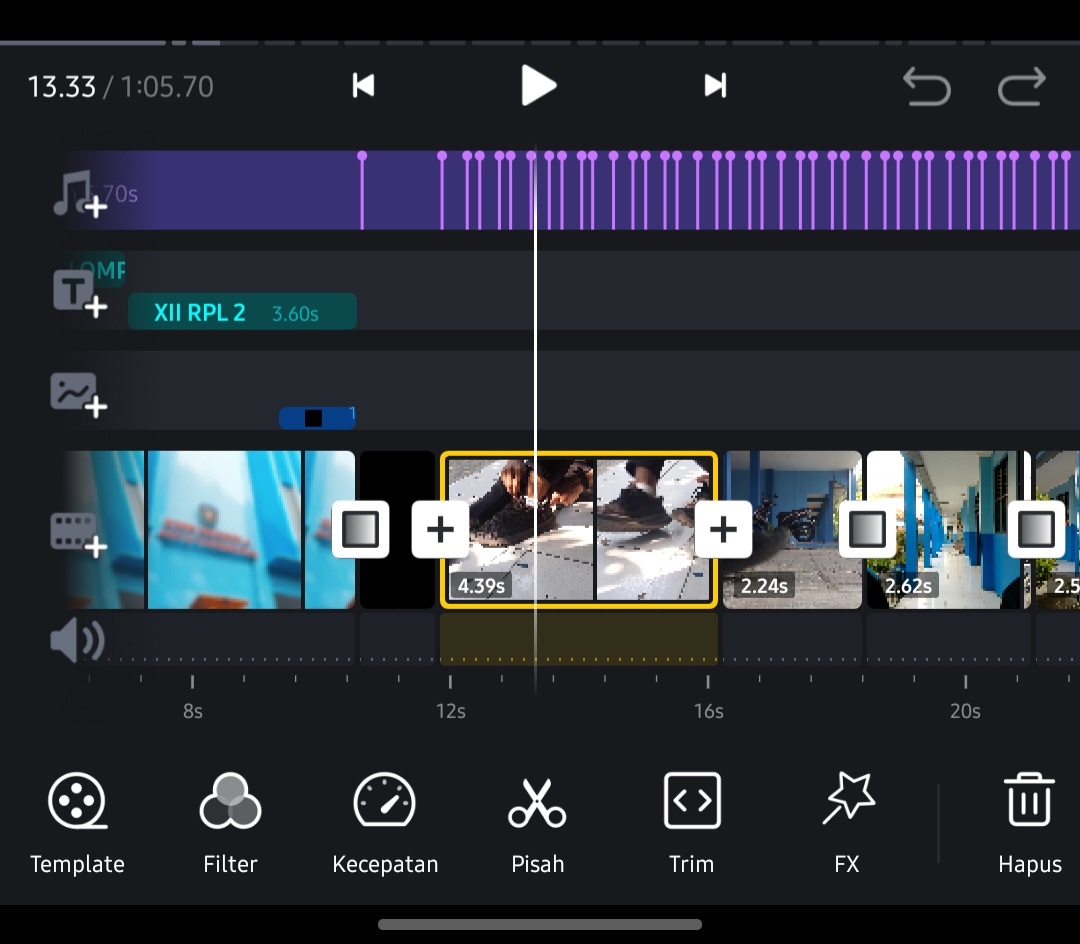 13.33 / 1:05.70
.70s
OMP
XII RPL 2 3.60s
4.39s 2.24s 2.62s 2.5
8s 12s 16s 20s
Template Filter Kecepatan Pisah Trim FX Hapus